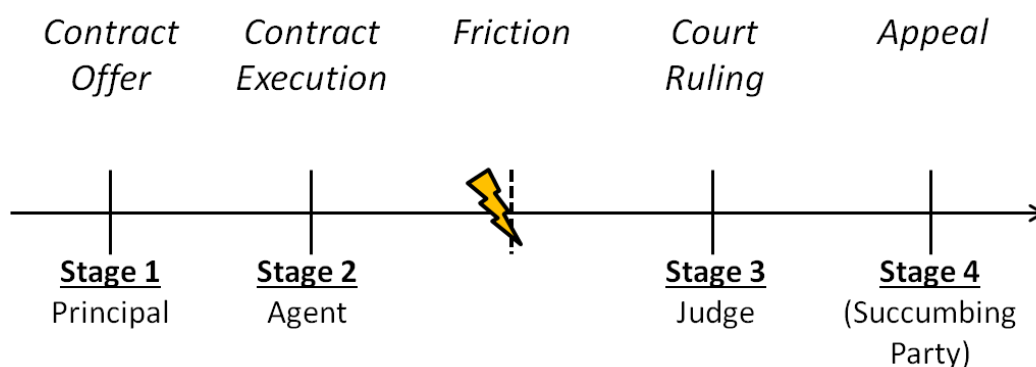 Contract Offer
Contract Execution
Friction
Court Ruling
Appeal
Stage 1
Principal
Stage 2
Agent
Stage 3
Judge
Stage 4
(Succumbing
Party)